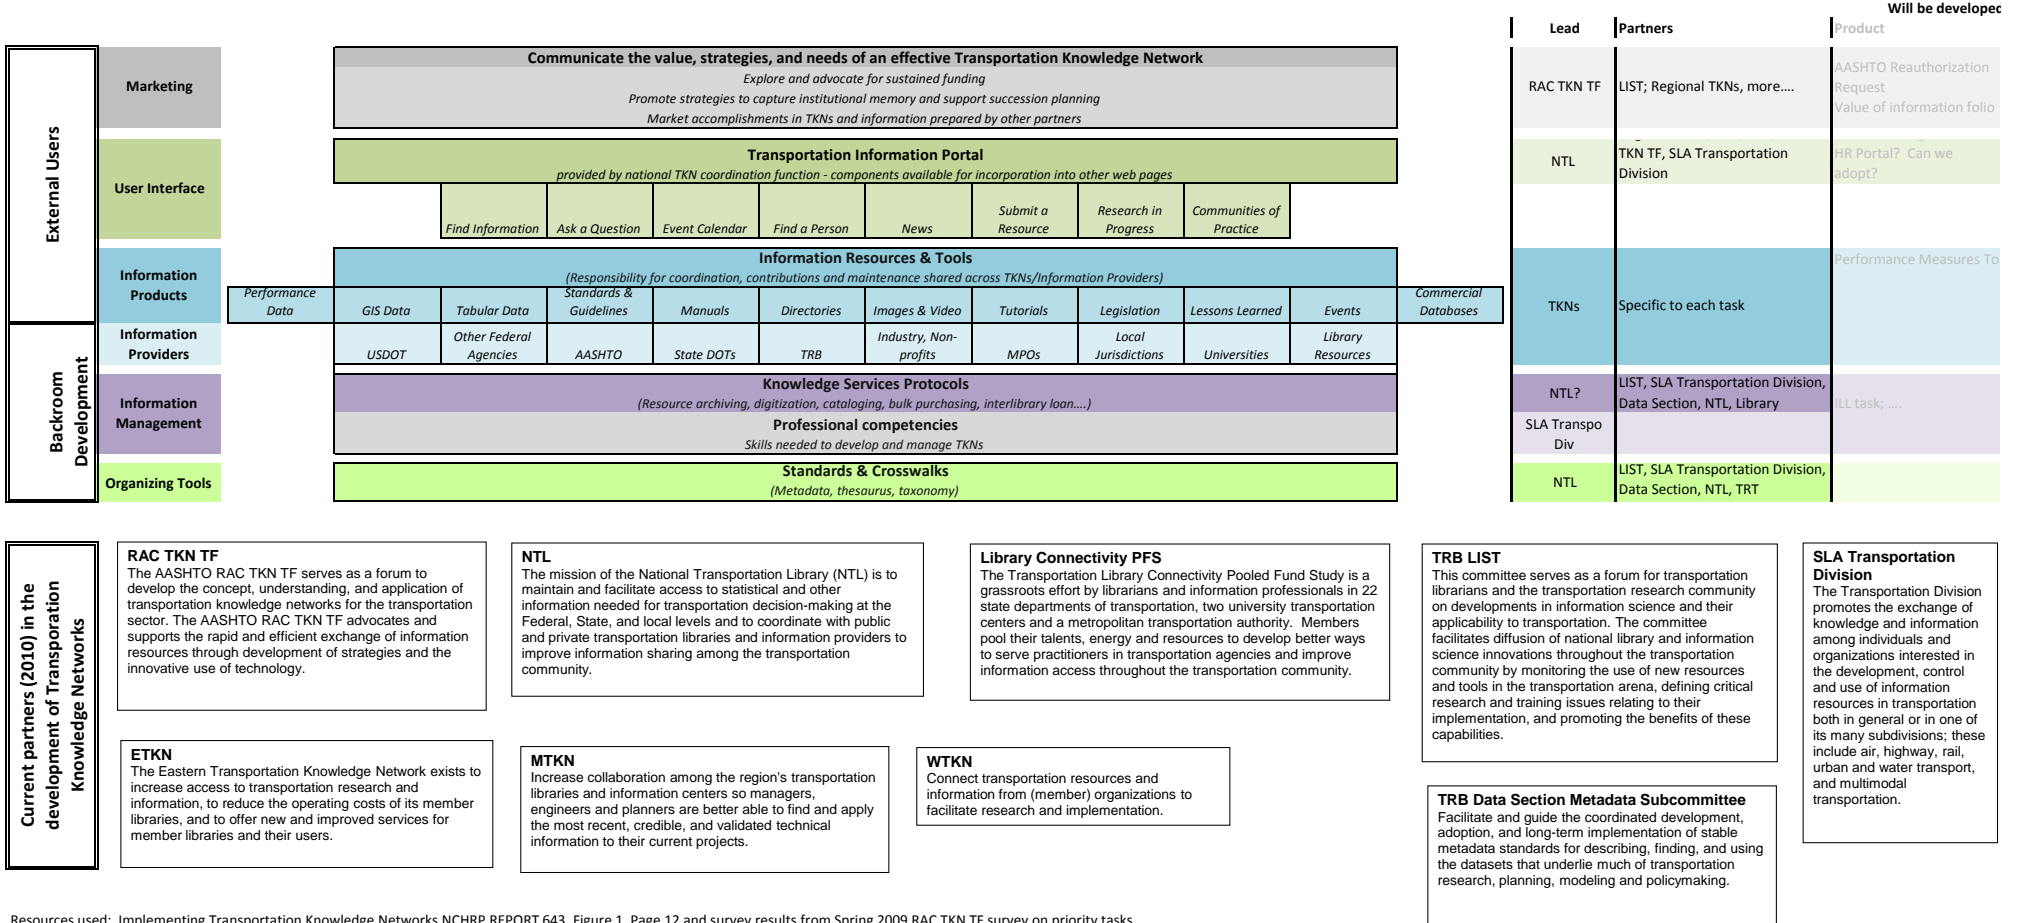 Will be developed
Lead
Partners
Product
External Users
Marketing
Communicate the value, strategies, and needs of an effective Transportation Knowledge Network
Explore and advocate for sustained funding
Promote strategies to capture institutional memory and support succession planning
Market accomplishments in TKNs and information prepared by other partners
RAC TKN TF
LIST; Regional TKNs, more....
AASHTO Reauthorization
Request
Value of information folio
User Interface
Transportation Information Portal
provided by national TKN coordination function - components available for incorporation into other web pages
Find Information
Ask a Question
Event Calendar
Find a Person
News
Submit a
Resource
Research in
Progress
Communities of
Practice
NTL
TKN TF, SLA Transportation
Division
HR Portal? Can we
adopt?
Information
Products
Information Resources & Tools
(Responsibility for coordination, contributions and maintenance shared across TKNs/Information Providers)
Performance
Data
GIS Data
Tabular Data
Standards &
Guidelines
Manuals
Directories
Images & Video
Tutorials
Legislation
Lessons Learned
Events
Commercial
Databases
TKNs
Specific to each task
Performance Measures To
Backroom
Development
Information
Providers
USDOT
Other Federal
Agencies
AASHTO
State DOTs
TRB
Industry, Non-
profits
MPOs
Local
Jurisdictions
Universities
Library
Resources
Information
Management
Knowledge Services Protocols
(Resource archiving, digitization, cataloging, bulk purchasing, interlibrary loan....)
Professional competencies
Skills needed to develop and manage TKNs
NTL?
LIST, SLA Transportation Division,
Data Section, NTL, Library
ILL task; ....
SLA Transpo
Div
Organizing Tools
Standards & Crosswalks
(Metadata, thesaurus, taxonomy)
NTL
LIST, SLA Transportation Division,
Data Section, NTL, TRT
Current partners (2010) in the
development of Transporation
Knowledge Networks
RAC TKN TF
The AASHTO RAC TKN TF serves as a forum to
develop the concept, understanding, and application of
transportation knowledge networks for the transportation
sector. The AASHTO RAC TKN TF advocates and
supports the rapid and efficient exchange of information
resources through development of strategies and the
innovative use of technology.
NTL
The mission of the National Transportation Library (NTL) is to
maintain and facilitate access to statistical and other
information needed for transportation decision-making at the
Federal, State, and local levels and to coordinate with public
and private transportation libraries and information providers to
improve information sharing among the transportation
community.
Library Connectivity PFS
The Transportation Library Connectivity Pooled Fund Study is a
grassroots effort by librarians and information professionals in 22
state departments of transportation, two university transportation
centers and a metropolitan transportation authority. Members
pool their talents, energy and resources to develop better ways
to serve practitioners in transportation agencies and improve
information access throughout the transportation community.
TRB LIST
This committee serves as a forum for transportation
librarians and the transportation research community
on developments in information science and their
applicability to transportation. The committee
facilitates diffusion of national library and information
science innovations throughout the transportation
community by monitoring the use of new resources
and tools in the transportation arena, defining critical
research and training issues relating to their
implementation, and promoting the benefits of these
capabilities.
SLA Transportation
Division
The Transportation Division
promotes the exchange of
knowledge and information
among individuals and
organizations interested in
the development, control
and use of information
resources in transportation
both in general or in one of
its many subdivisions; these
include air, highway, rail,
urban and water transport,
and multimodal
transportation.
ETKN
The Eastern Transportation Knowledge Network exists to
increase access to transportation research and
information, to reduce the operating costs of its member
libraries, and to offer new and improved services for
member libraries and their users.
MTKN
Increase collaboration among the region's transportation
libraries and information centers so managers,
engineers and planners are better able to find and apply
the most recent, credible, and validated technical
information to their current projects.
WTKN
Connect transportation resources and
information from (member) organizations to
facilitate research and implementation.
TRB Data Section Metadata Subcommittee
Facilitate and guide the coordinated development,
adoption, and long-term implementation of stable
metadata standards for describing, finding, and using
the datasets that underlie much of transportation
research, planning, modeling and policymaking.
Resources used: Implementing Transportation Knowledge Networks NCHRP REPORT 643, Figure 1, Page 12 and survey results from Spring 2009 RAC TKN TF survey on priority tasks